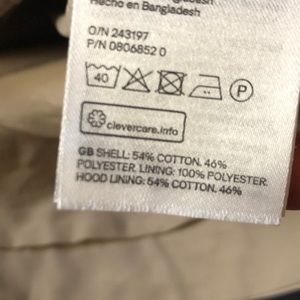 Hecho en Bangladesh
O/N 243197
P/N 0806852 0
40
P
clevercare.info
GB SHELL: 54% COTTON. 46%
POLYESTER. LINING: 100% POLYESTER.
HOOD LINING: 54% COTTON. 46%